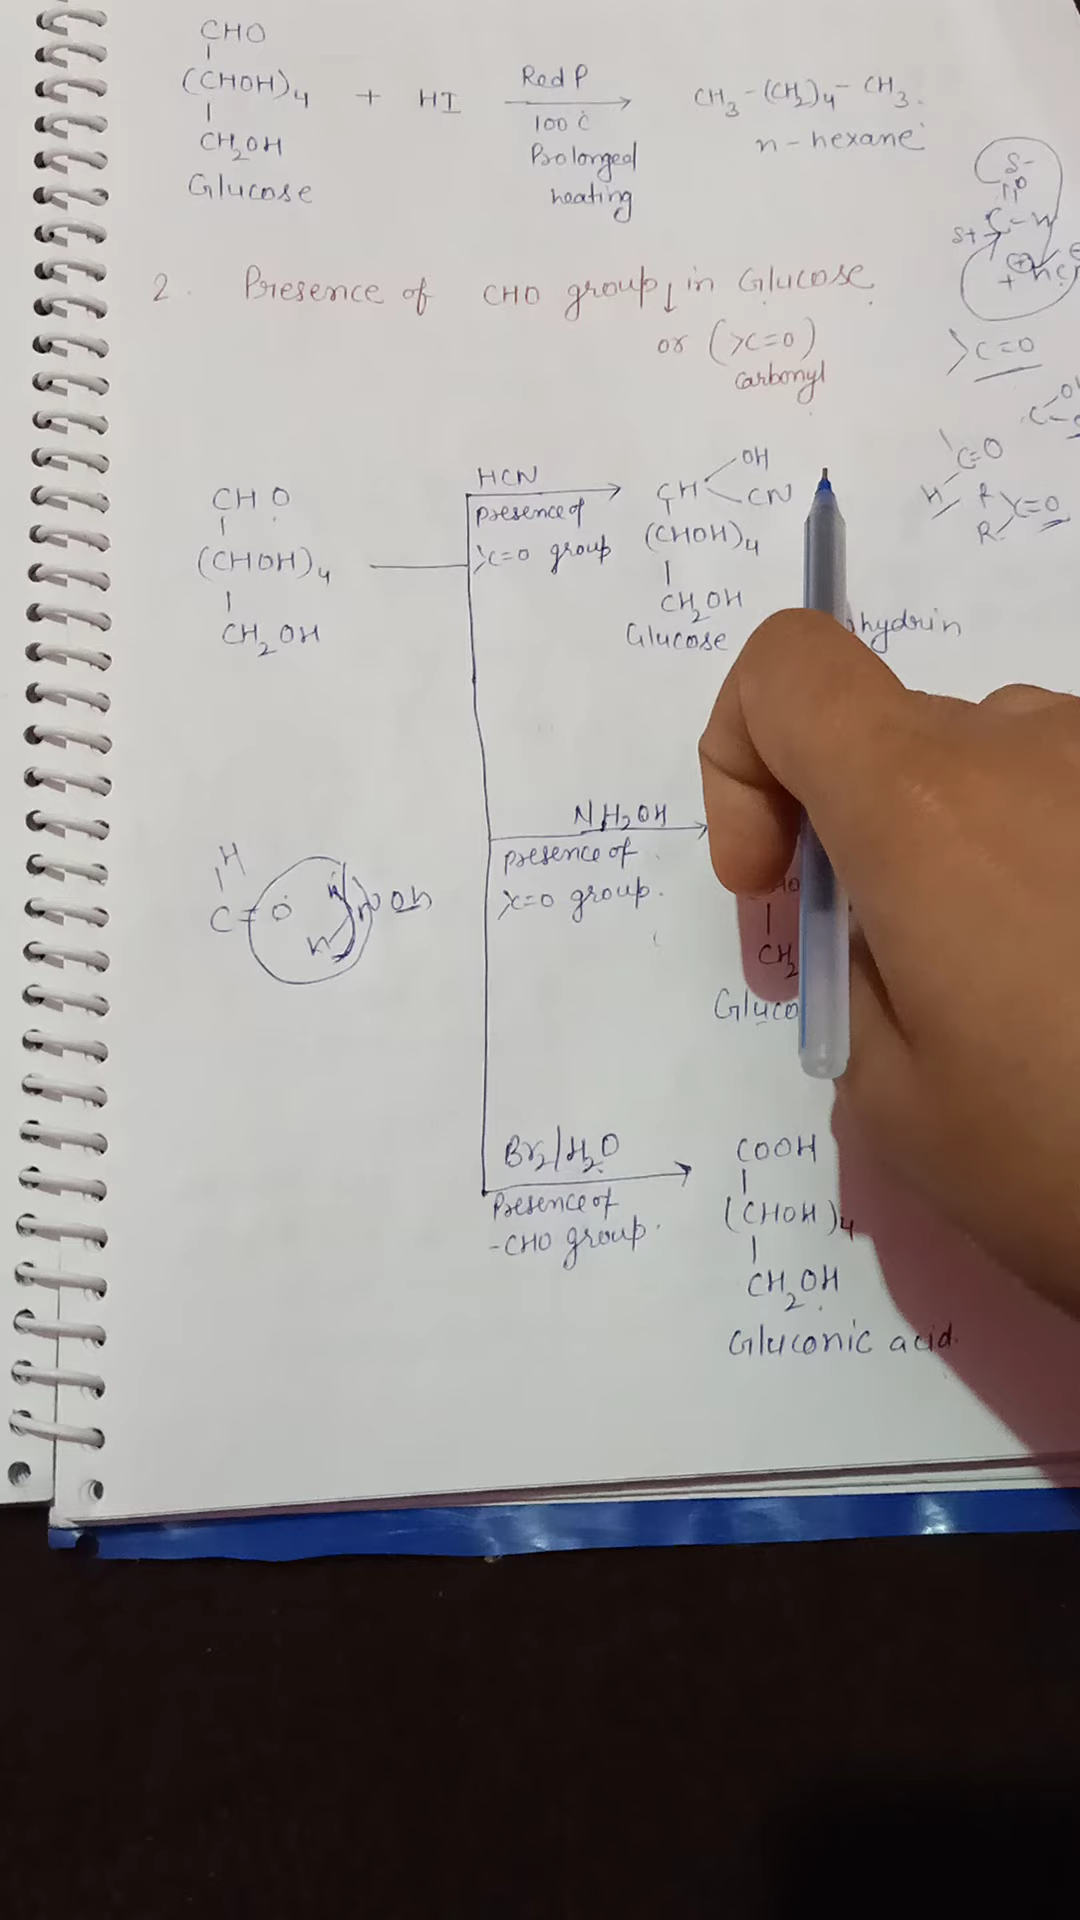 CHO
(CHOH)4 + HI Red P CH3-(CH2)4-CH3.
CH2OH 100°C n-hexane
Glucose Prolonged
heating
δ-
O
δ+ C-H
+
>C=O
2. Presence of CHO group in Glucose.
or (>C=O)
carbonyl
C=O
H R C=O
R
CHO
(CHOH)4
CH2OH
HCN
presence of
>C=O group
CH OH
CN
(CHOH)4
CH2OH
Glucose hydrin
NH2OH
presence of
>C=O group.
H
C=O H NOH
H
CH2
Gluco
Br2/H2O
Presence of
-CHO group.
COOH
(CHOH)4
CH2OH
Gluconic acid.